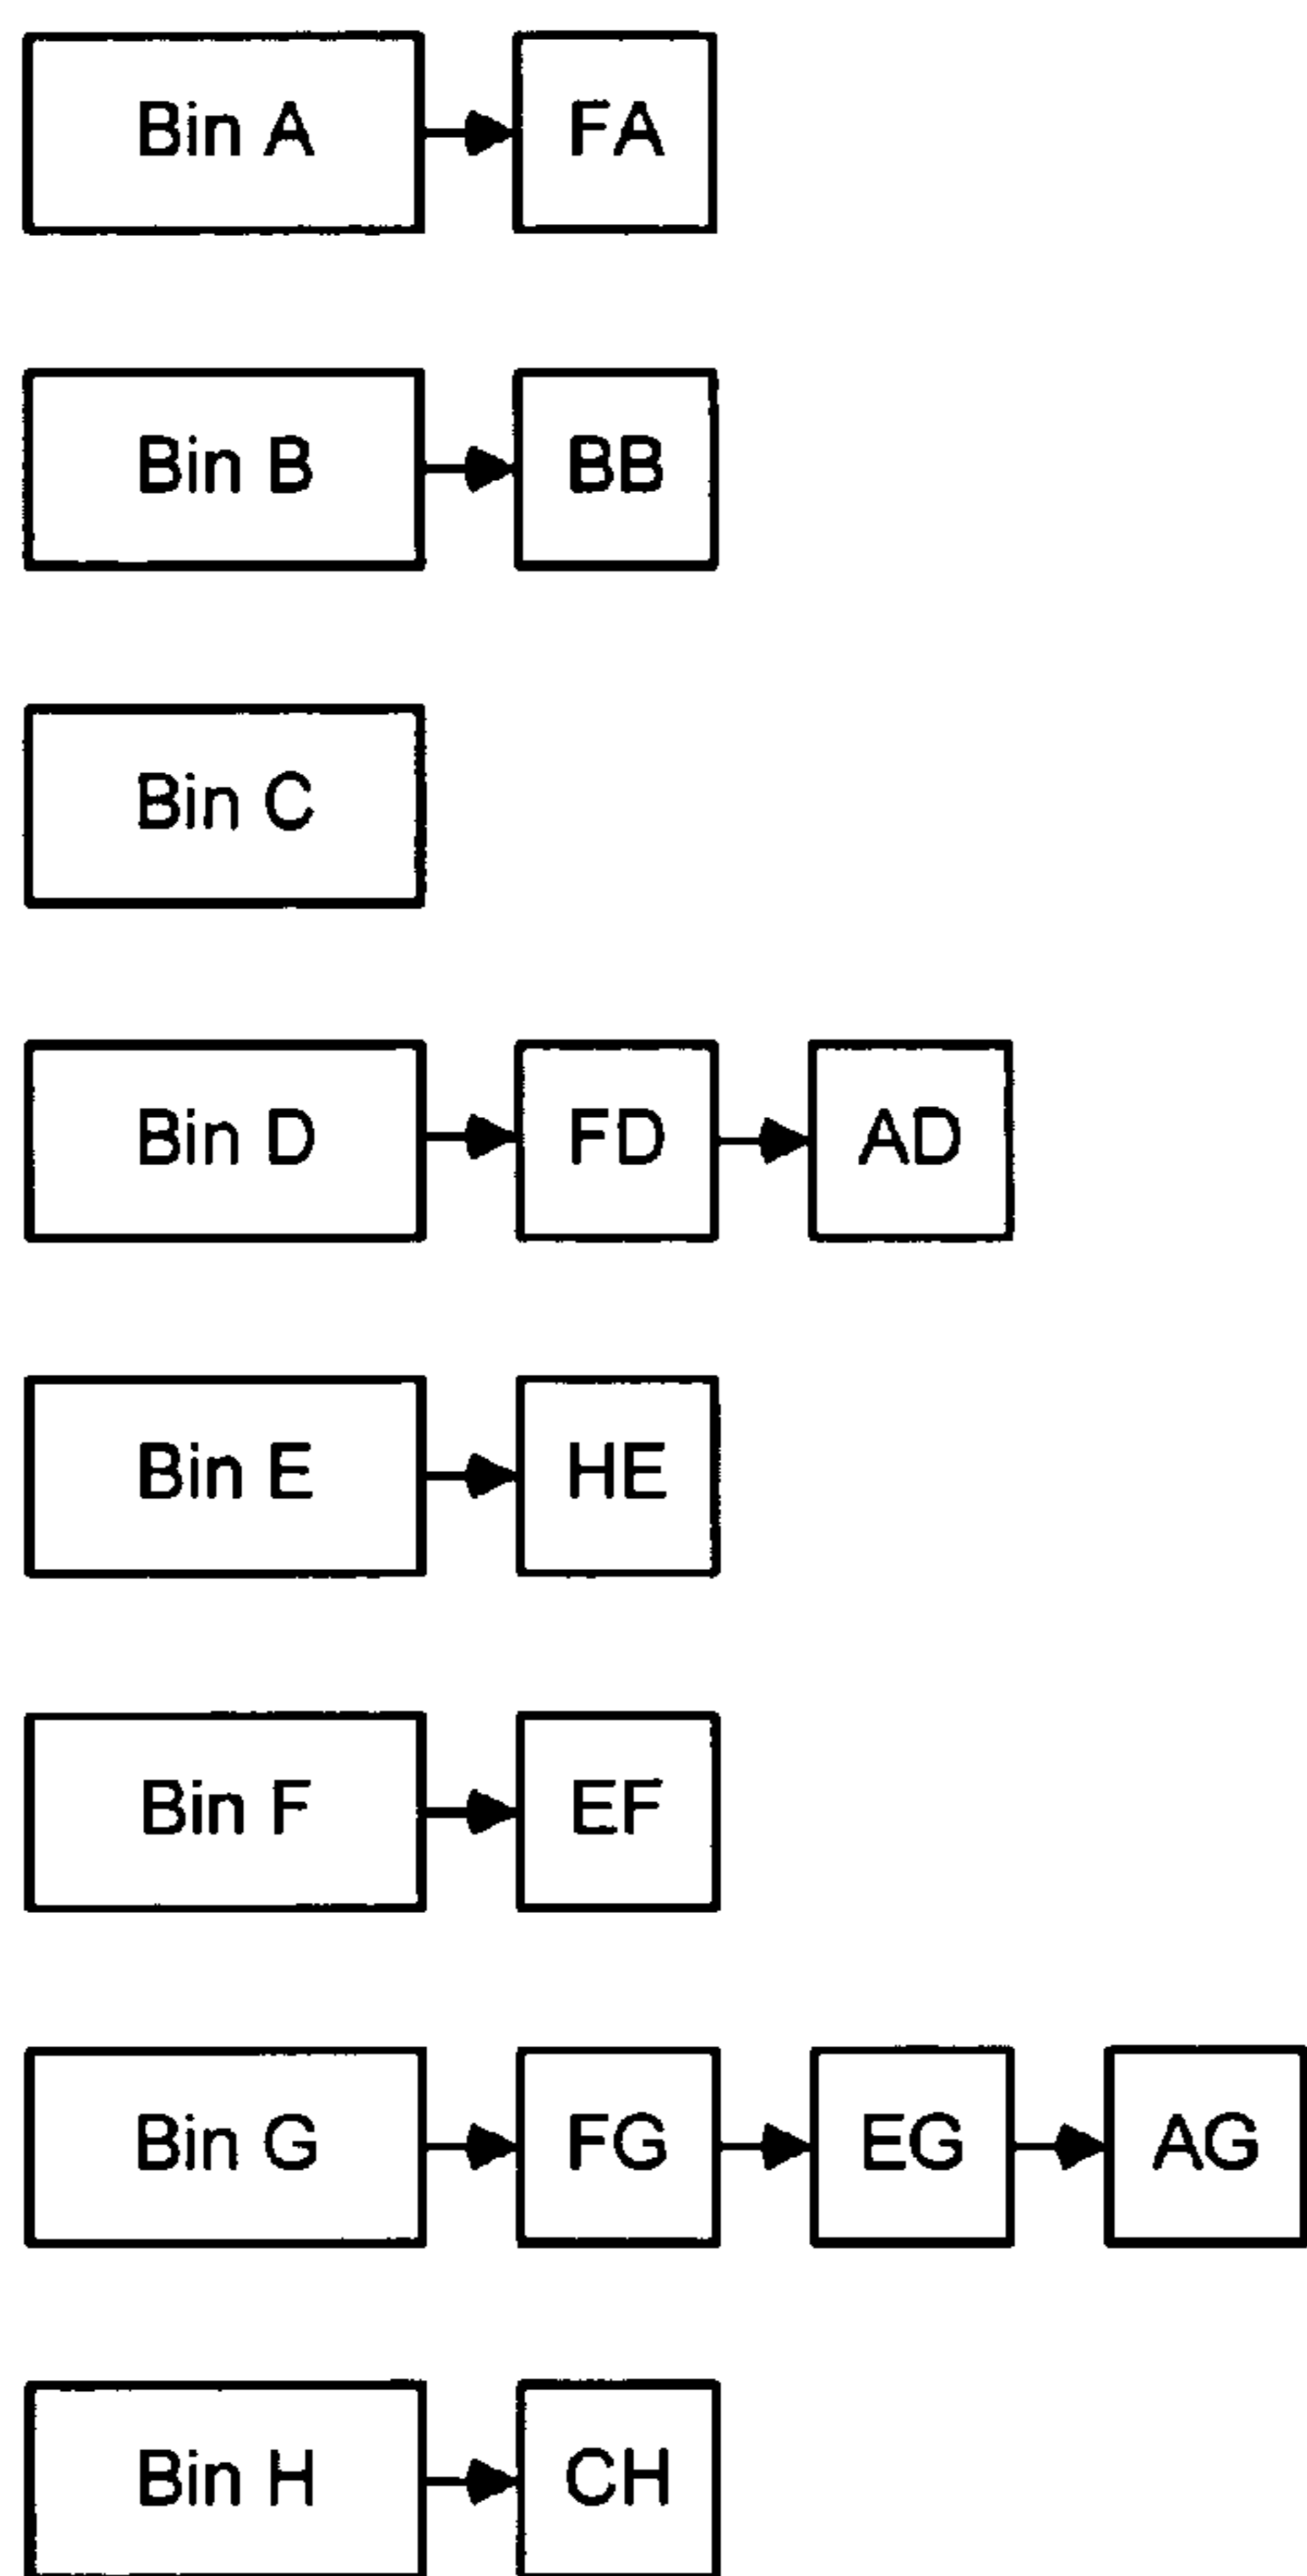 Bin A FA
Bin B BB
Bin C
Bin D FD AD
Bin E HE
Bin F EF
Bin G FG EG AG
Bin H CH